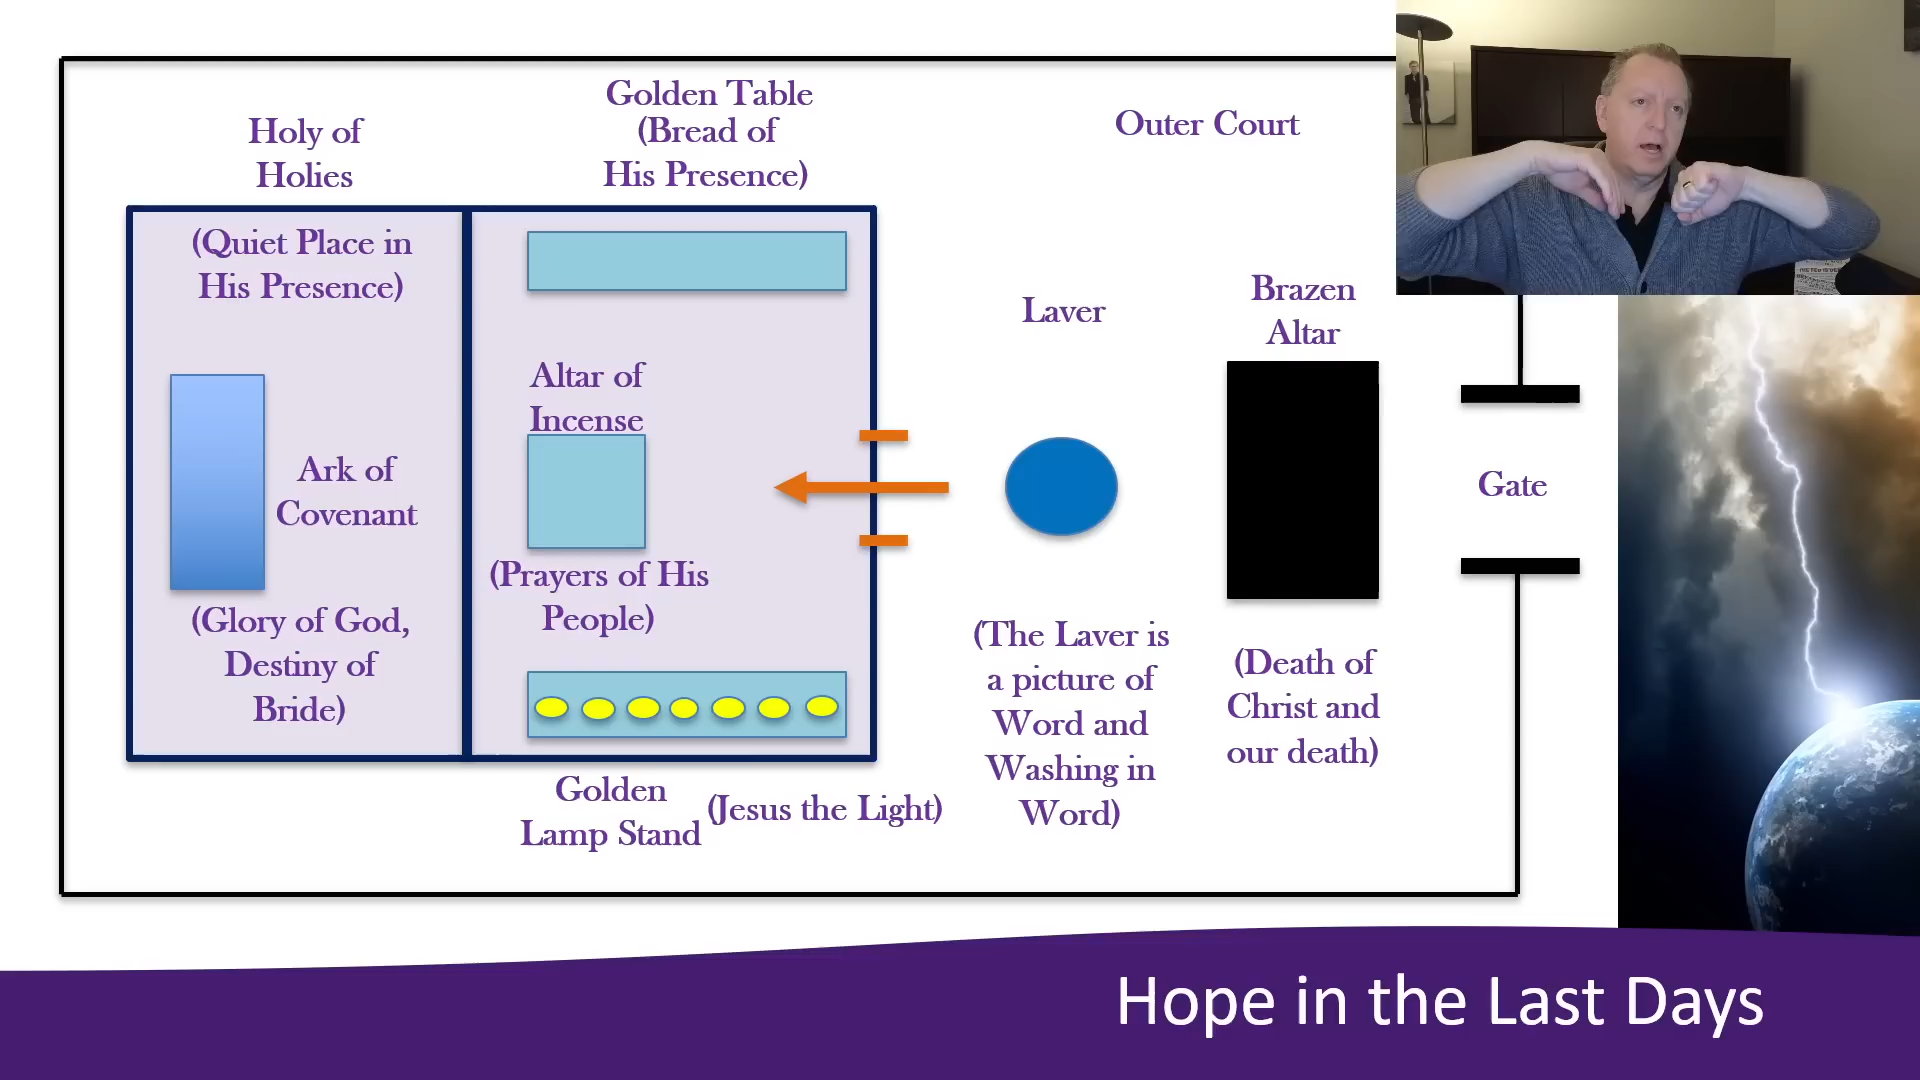 Holy of
Holies
(Quiet Place in
His Presence)
Ark of
Covenant
(Glory of God,
Destiny of
Bride)
Golden Table
(Bread of
His Presence)
Altar of
Incense
(Prayers of His
People)
Golden
Lamp Stand
(Jesus the Light)
Outer Court
Laver
(The Laver is
a picture of
Word and
Washing in
Word)
Brazen
Altar
(Death of
Christ and
our death)
Gate
Hope in the Last Days